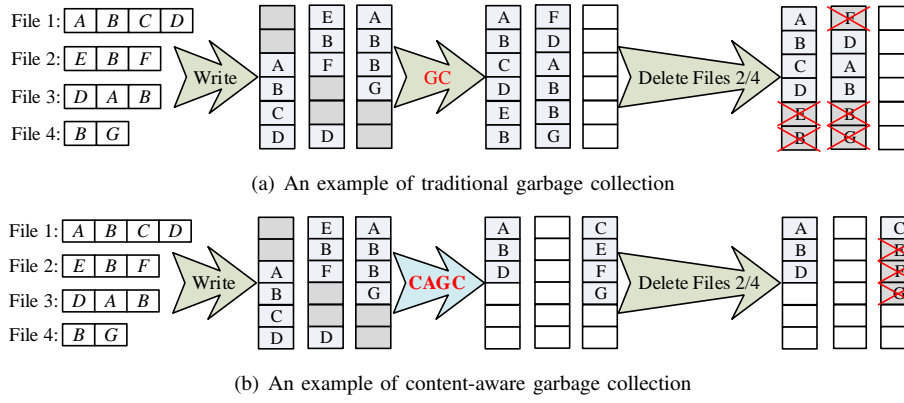 File 1: A B C D
File 2: E B F
File 3: D A B
File 4: B G
Write
A
B
C
D
E
B
F
D
A
B
B
G
GC
A
B
C
D
E
B
F
D
A
B
B
G
Delete Files 2/4
A
B
C
D
E
B
F
D
A
B
B
G
(a) An example of traditional garbage collection
File 1: A B C D
File 2: E B F
File 3: D A B
File 4: B G
Write
A
B
C
D
E
B
F
D
A
B
B
G
CAGC
A
B
D
C
E
F
G
Delete Files 2/4
A
B
D
C
E
F
G
(b) An example of content-aware garbage collection